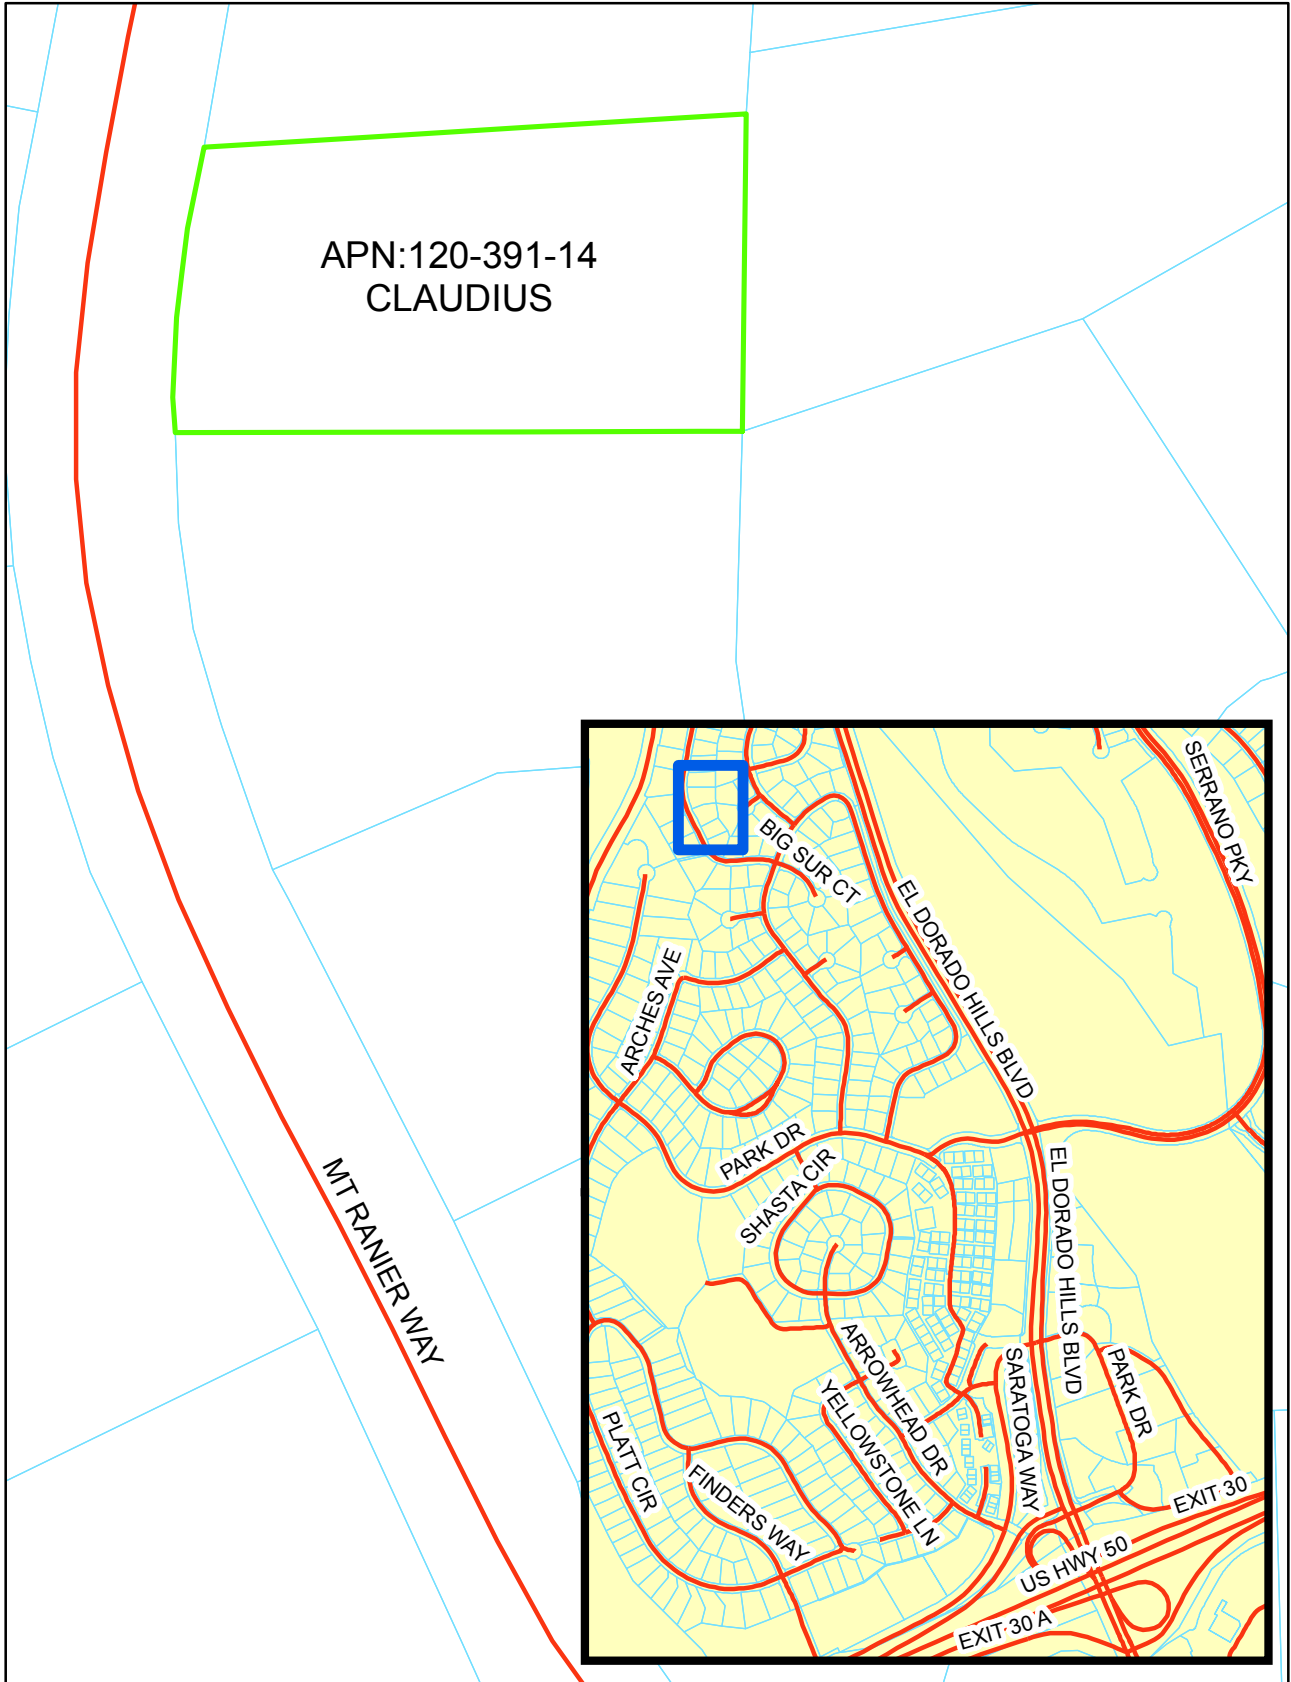 APN:120-391-14
CLAUDIUS
MT RANIER WAY
SERRANO PKY
BIG SUR CT
EL DORADO HILLS BLVD
ARCHES AVE
PARK DR
SHASTA CIR
EL DORADO HILLS BLVD
ARROWHEAD DR
SARATOGA WAY
PARK DR
YELLOWSTONE LN
PLATT CIR
FINDERS WAY
EXIT 30
US HWY 50
EXIT 30 A